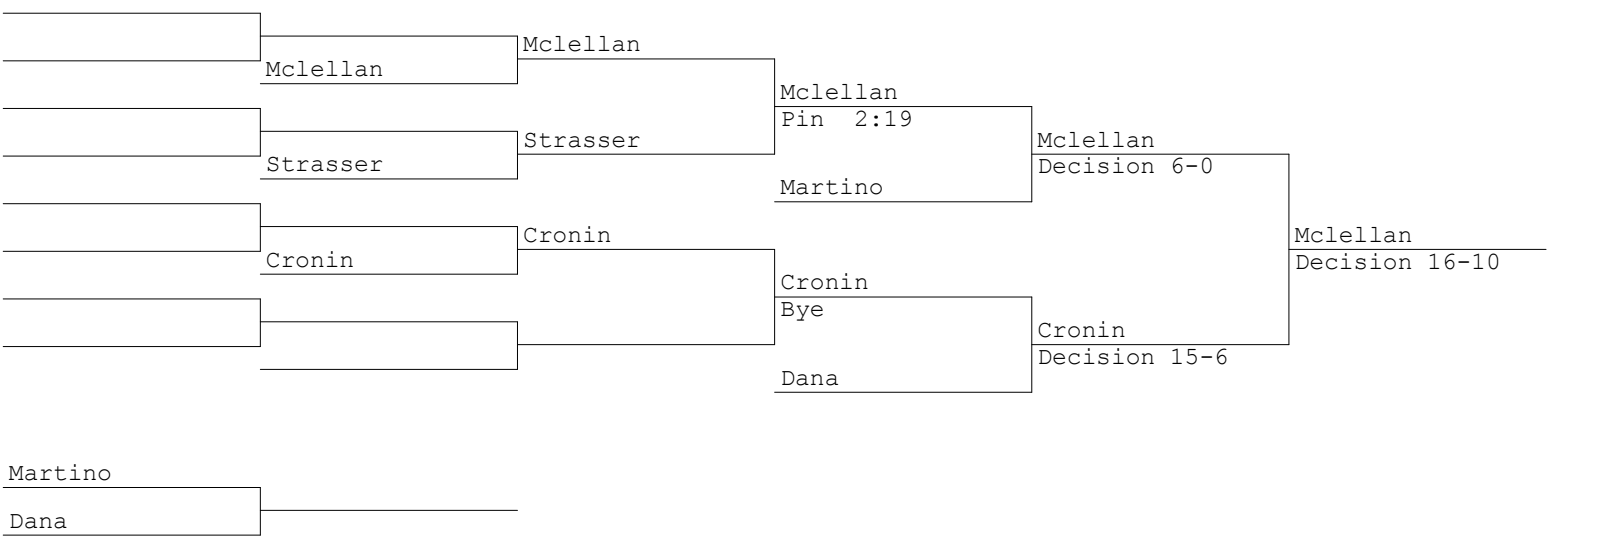 Mclellan
Mclellan
Mclellan
Pin  2:19
Strasser
Mclellan
Strasser
Decision 6-0
Martino
Cronin
Mclellan
Cronin
Decision 16-10
Cronin
Bye
Cronin
Decision 15-6
Dana
Martino
Dana